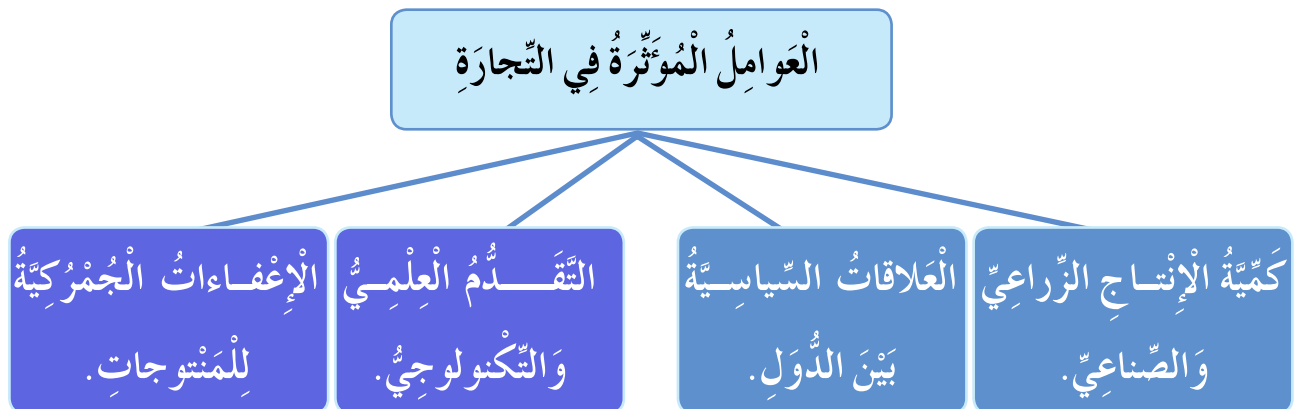 الْعَوامِلُ الْمُؤَثِّرَةُ فِي التِّجارَةِ
كَمِّيَّةُ الْإِنْتـاجِ الزِّراعِيِّ
وَالصِّناعِيِّ.
الْعَلاقاتُ السِّياسِـيَّةُ
بَيْنَ الدُّوَلِ.
التَّقَـــدُّمُ الْعِلْمِـيُّ
وَالتِّكْنولوجِيُّ.
الْإِعْفـاءاتُ الْجُمْرُكِيَّةُ
لِلْمَنْتوجاتِ.